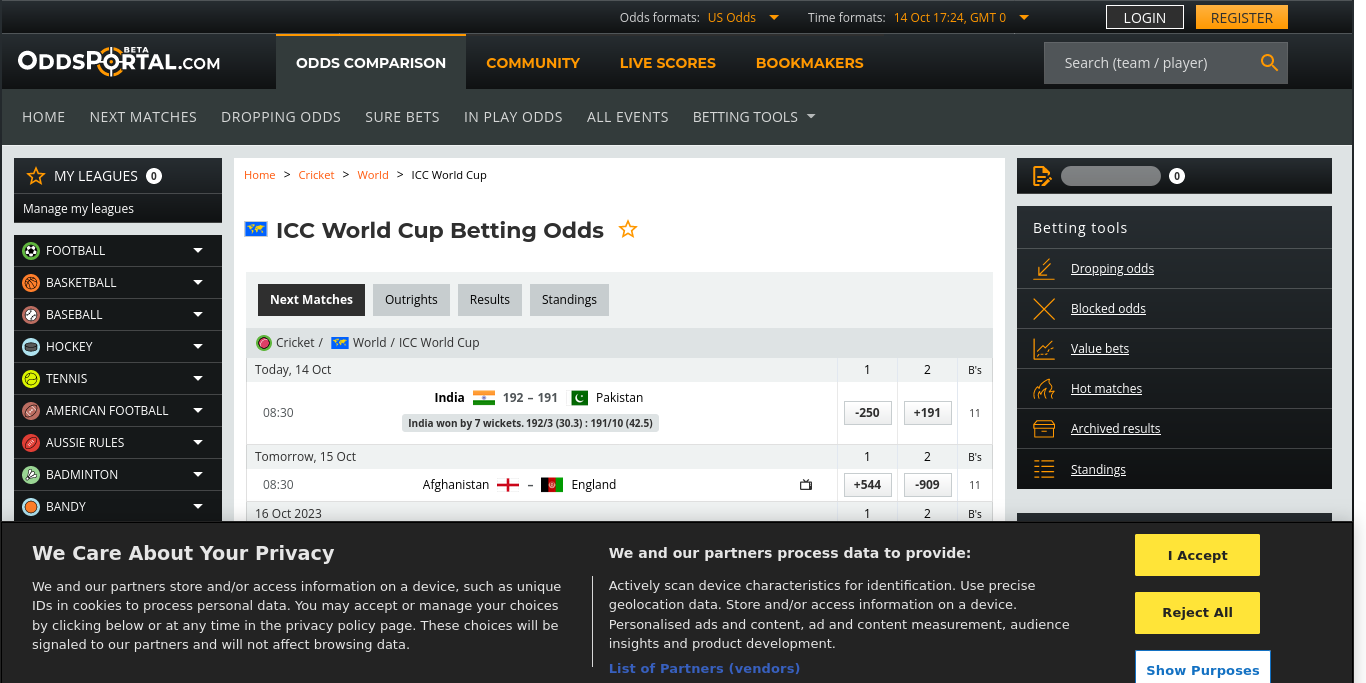 Odds formats: US Odds Time formats: 14 Oct 17:24, GMT 0 LOGIN REGISTER
BETA
ODDSPORTAL.COM
ODDS COMPARISON COMMUNITY LIVE SCORES BOOKMAKERS Search (team / player)
HOME NEXT MATCHES DROPPING ODDS SURE BETS IN PLAY ODDS ALL EVENTS BETTING TOOLS
MY LEAGUES 0
Manage my leagues
FOOTBALL
BASKETBALL
BASEBALL
HOCKEY
TENNIS
AMERICAN FOOTBALL
AUSSIE RULES
BADMINTON
BANDY
Home > Cricket > World > ICC World Cup
ICC World Cup Betting Odds
Next Matches Outrights Results Standings
Cricket / World / ICC World Cup
Today, 14 Oct 1 2 B's
08:30 India 192 – 191 Pakistan -250 +191 11
India won by 7 wickets. 192/3 (30.3) : 191/10 (42.5)
Tomorrow, 15 Oct 1 2 B's
08:30 Afghanistan – England +544 -909 11
16 Oct 2023 1 2 B's
0
Betting tools
Dropping odds
Blocked odds
Value bets
Hot matches
Archived results
Standings
We Care About Your Privacy
We and our partners store and/or access information on a device, such as unique
IDs in cookies to process personal data. You may accept or manage your choices
by clicking below or at any time in the privacy policy page. These choices will be
signaled to our partners and will not affect browsing data.
We and our partners process data to provide:
Actively scan device characteristics for identification. Use precise
geolocation data. Store and/or access information on a device.
Personalised ads and content, ad and content measurement, audience
insights and product development.
List of Partners (vendors)
I Accept
Reject All
Show Purposes